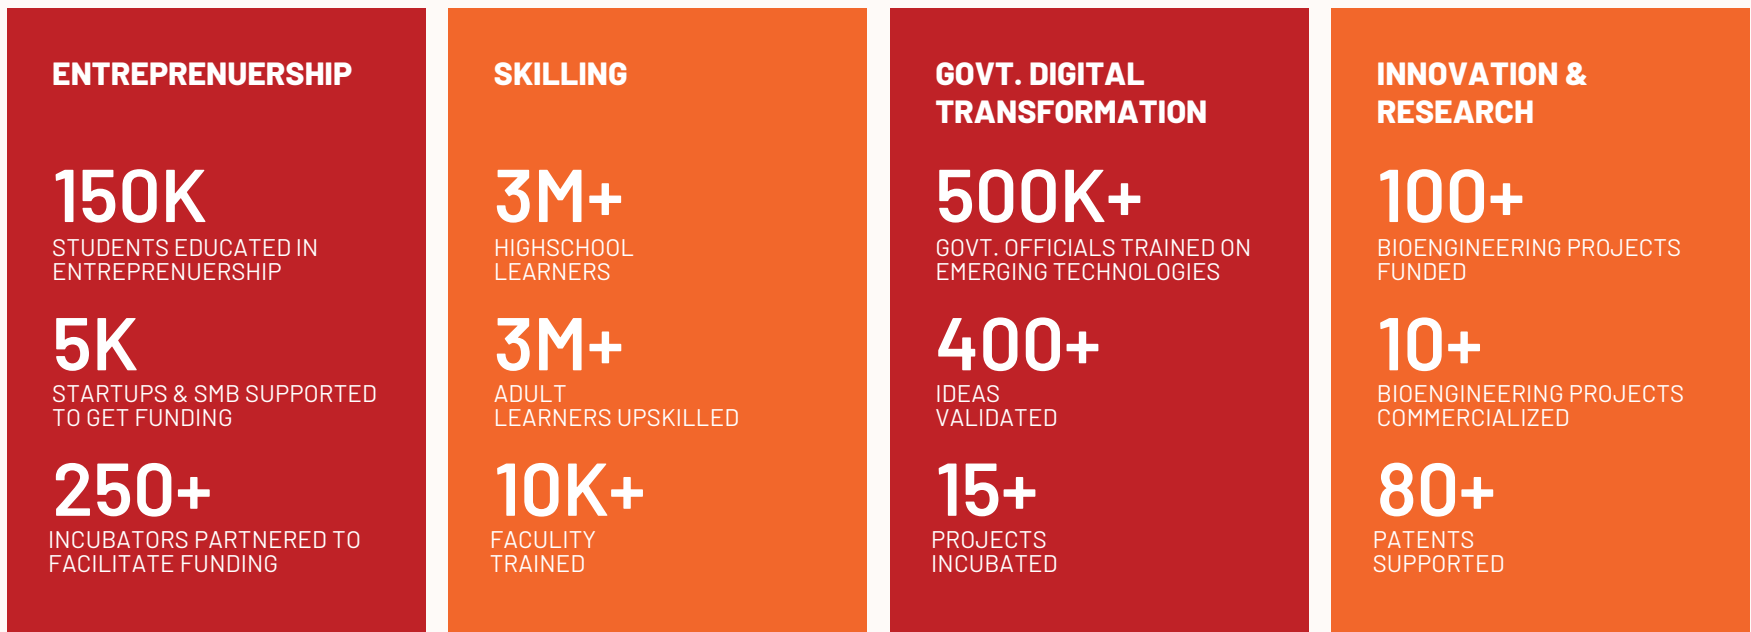 ENTREPRENUERSHIP
150K
STUDENTS EDUCATED IN
ENTREPRENUERSHIP
5K
STARTUPS & SMB SUPPORTED
TO GET FUNDING
250+
INCUBATORS PARTNERED TO
FACILITATE FUNDING
SKILLING
3M+
HIGHSCHOOL
LEARNERS
3M+
ADULT
LEARNERS UPSKILLED
10K+
FACULITY
TRAINED
GOVT. DIGITAL
TRANSFORMATION
500K+
GOVT. OFFICIALS TRAINED ON
EMERGING TECHNOLOGIES
400+
IDEAS
VALIDATED
15+
PROJECTS
INCUBATED
INNOVATION &
RESEARCH
100+
BIOENGINEERING PROJECTS
FUNDED
10+
BIOENGINEERING PROJECTS
COMMERCIALIZED
80+
PATENTS
SUPPORTED